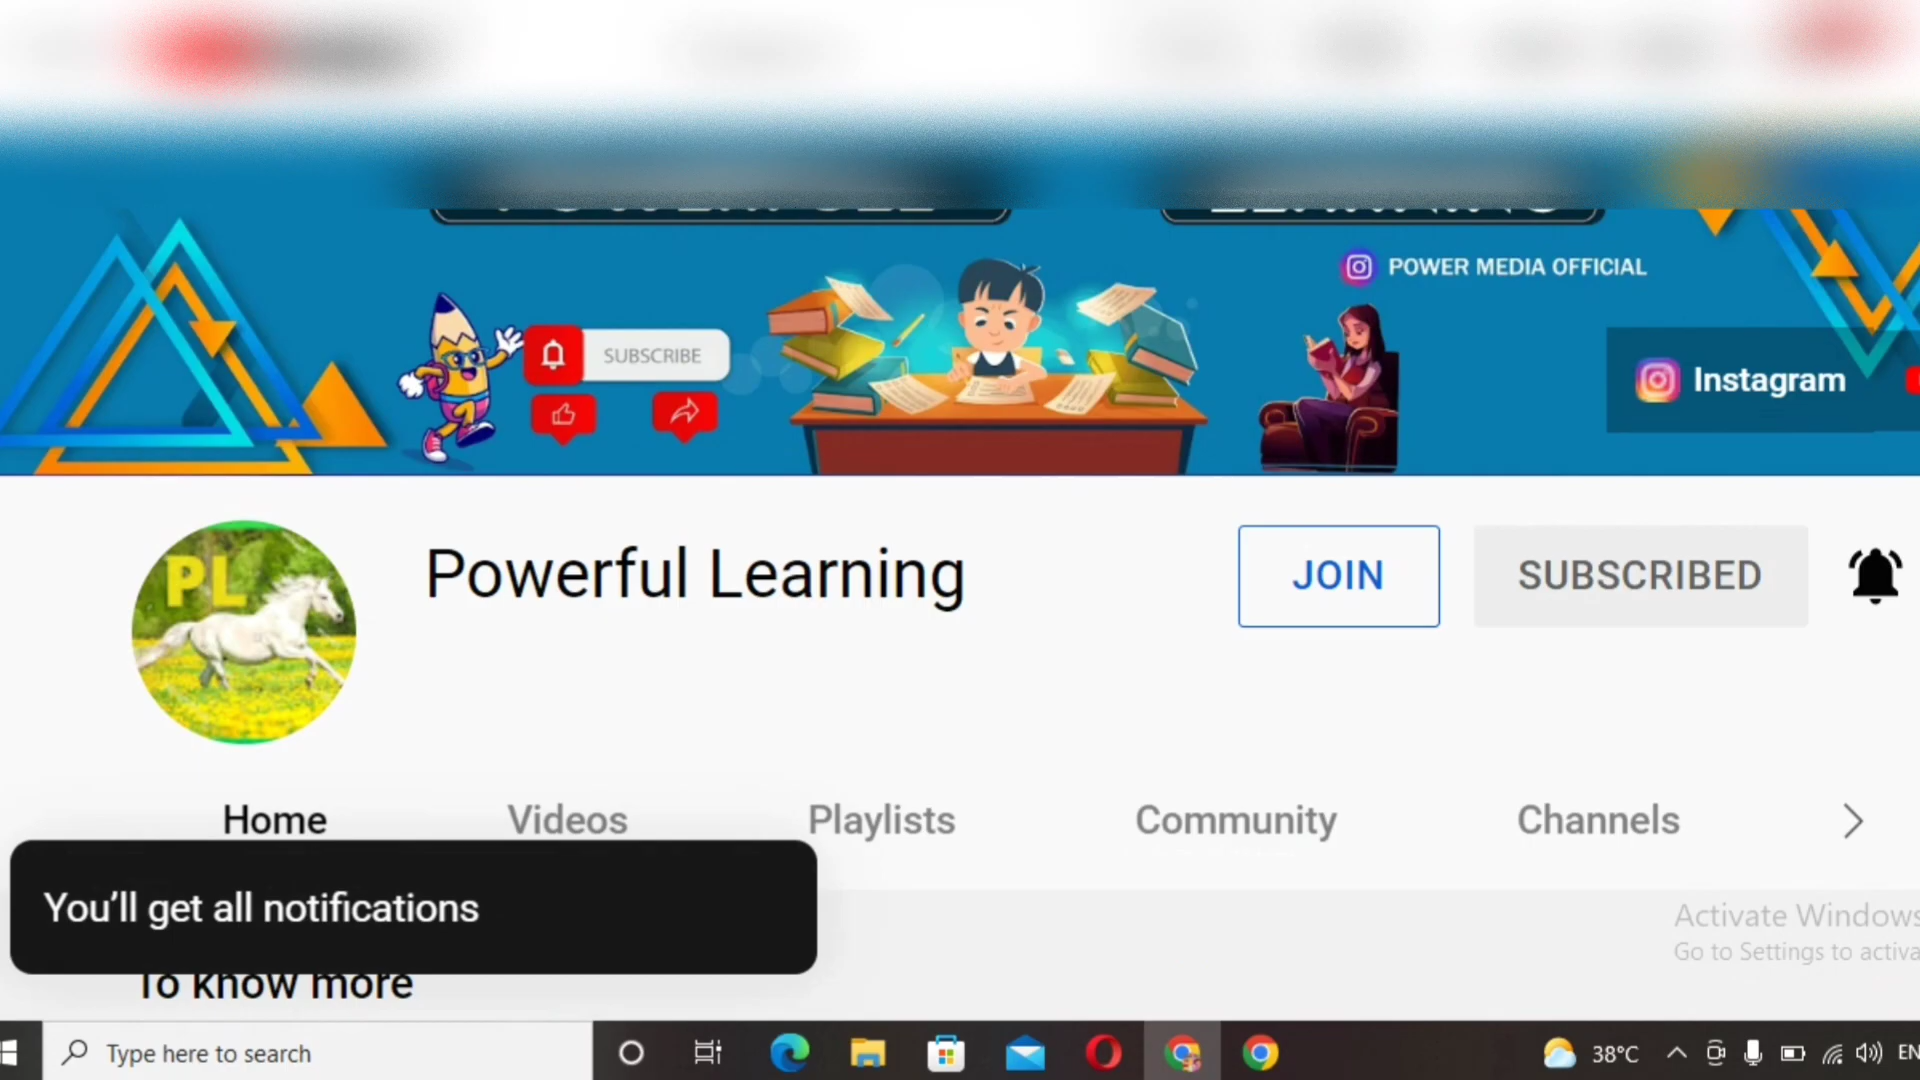 POWER MEDIA OFFICIAL
SUBSCRIBE
Instagram
PL
Powerful Learning
JOIN
SUBSCRIBED
Home Videos Playlists Community Channels
You'll get all notifications
To know more
Activate Windows
Go to Settings to activa
Type here to search
38°C
EN